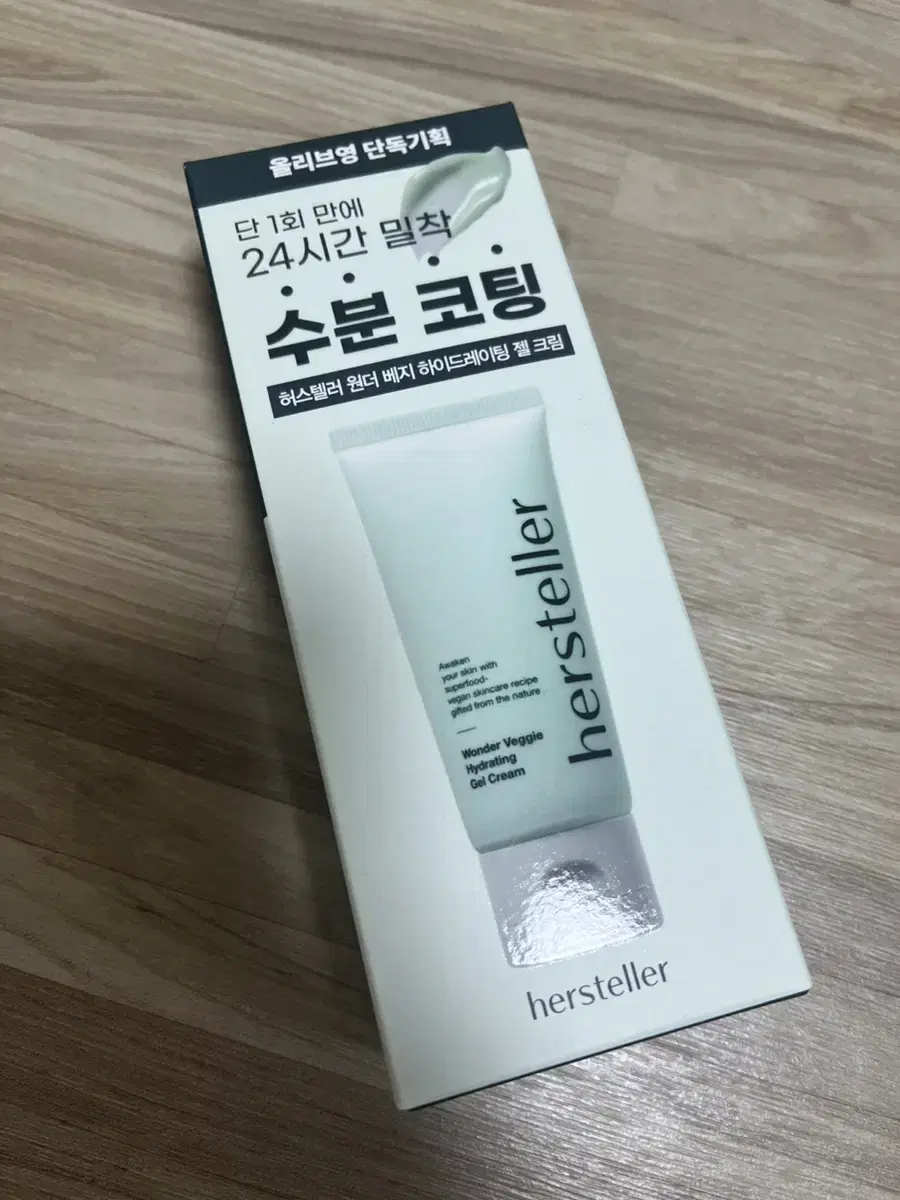 올리브영 단독기획
단 1회 만에
24시간 밀착
수분 코팅
허스텔러 원더 베지 하이드레이팅 젤 크림
hersteller
Awaken
your skin with
superfood-
vegan skincare recipe
gifted from the nature
Wonder Veggie
Hydrating
Gel Cream
hersteller